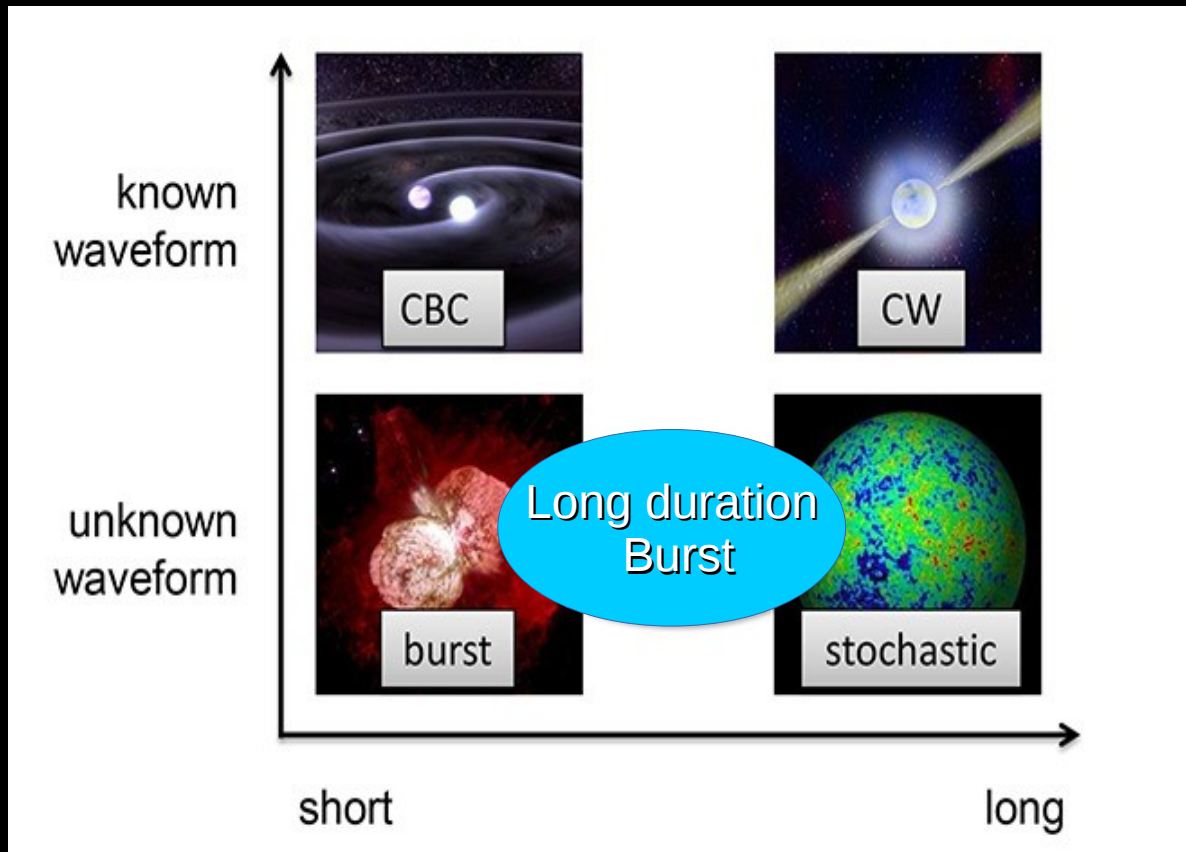 known
waveform
CBC
CW
unknown
waveform
Long duration
Burst
burst
stochastic
short
long